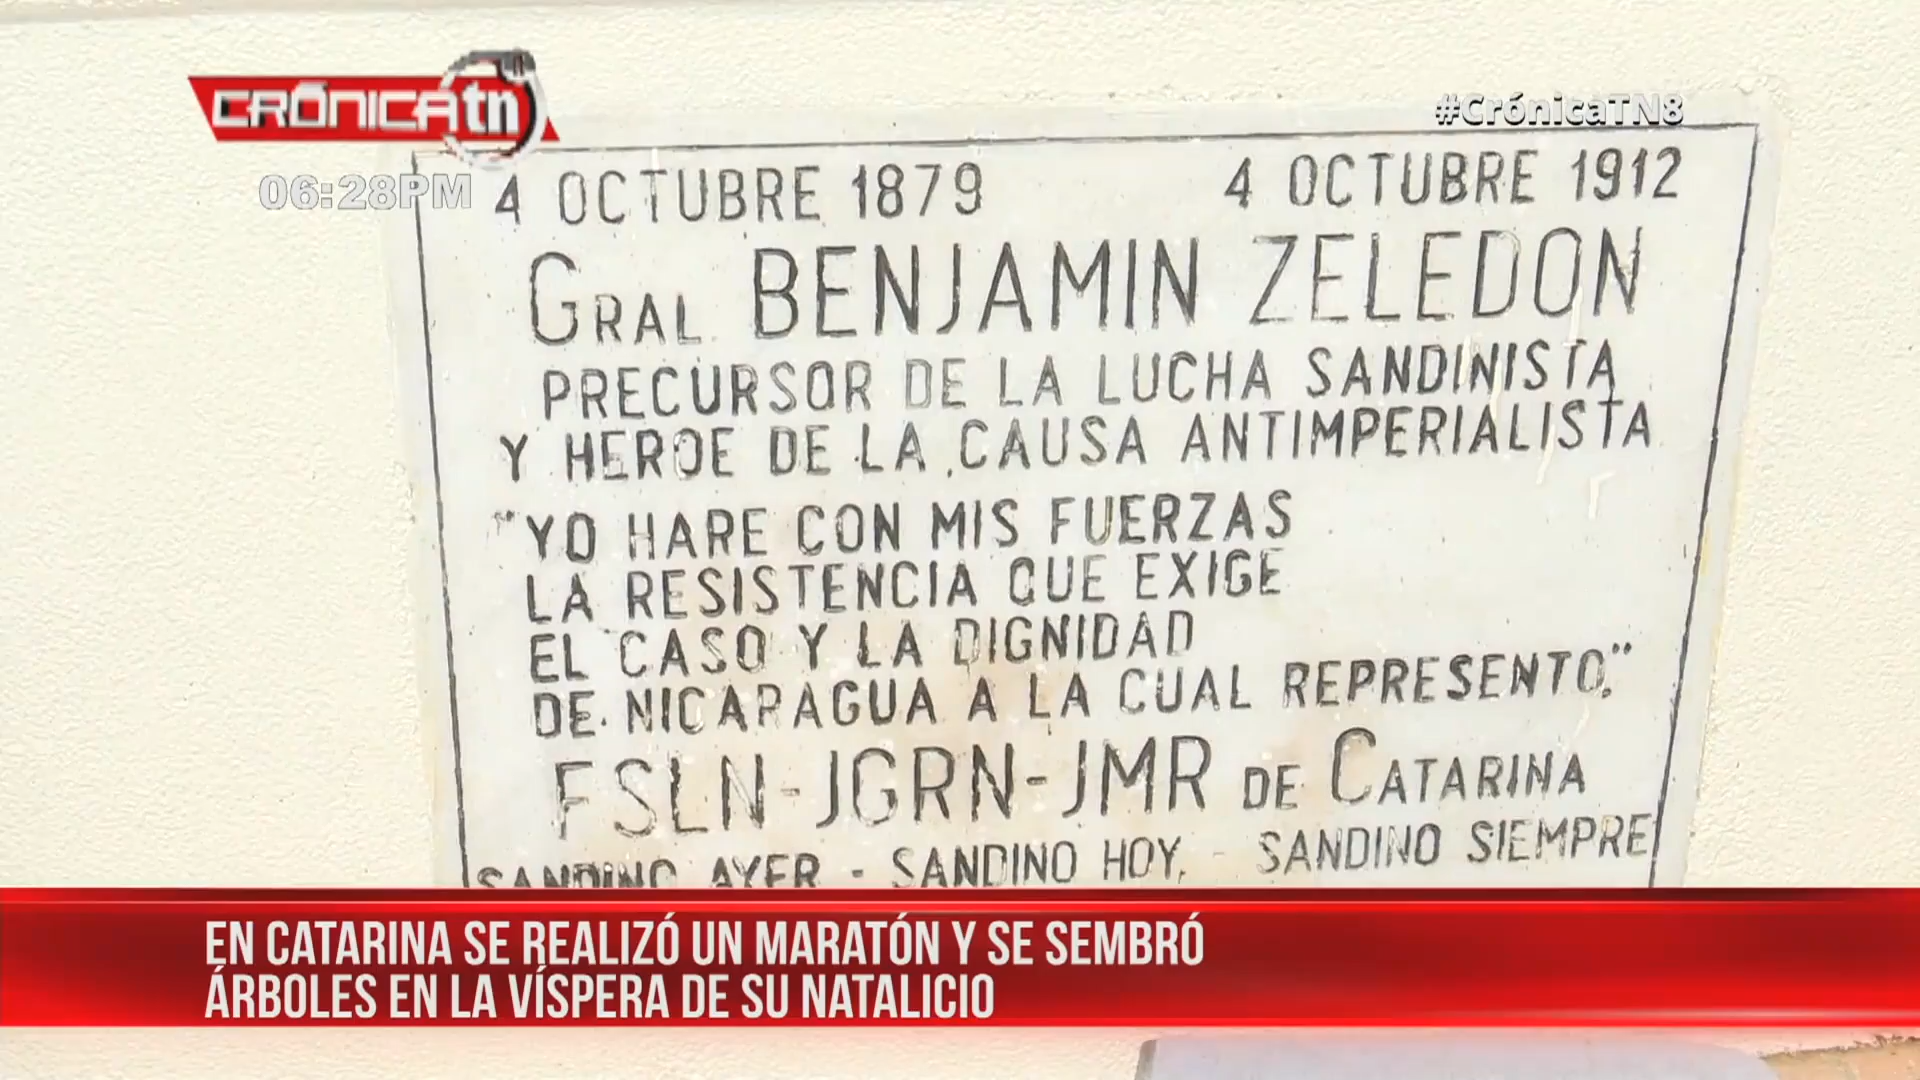 CRÓNICAtn
#CrónicaTN8
06:28PM
4 OCTUBRE 1879 4 OCTUBRE 1912
GRAL. BENJAMIN ZELEDON
PRECURSOR DE LA LUCHA SANDINISTA
Y HEROE DE LA CAUSA ANTIMPERIALISTA
"YO HARE CON MIS FUERZAS
LA RESISTENCIA QUE EXIGE
EL CASO Y LA DIGNIDAD
DE NICARAGUA A LA CUAL REPRESENTO."
FSLN-JGRN-JMR DE CATARINA
SANDINO AYER - SANDINO HOY, - SANDINO SIEMPRE
EN CATARINA SE REALIZÓ UN MARATÓN Y SE SEMBRÓ
ÁRBOLES EN LA VÍSPERA DE SU NATALICIO